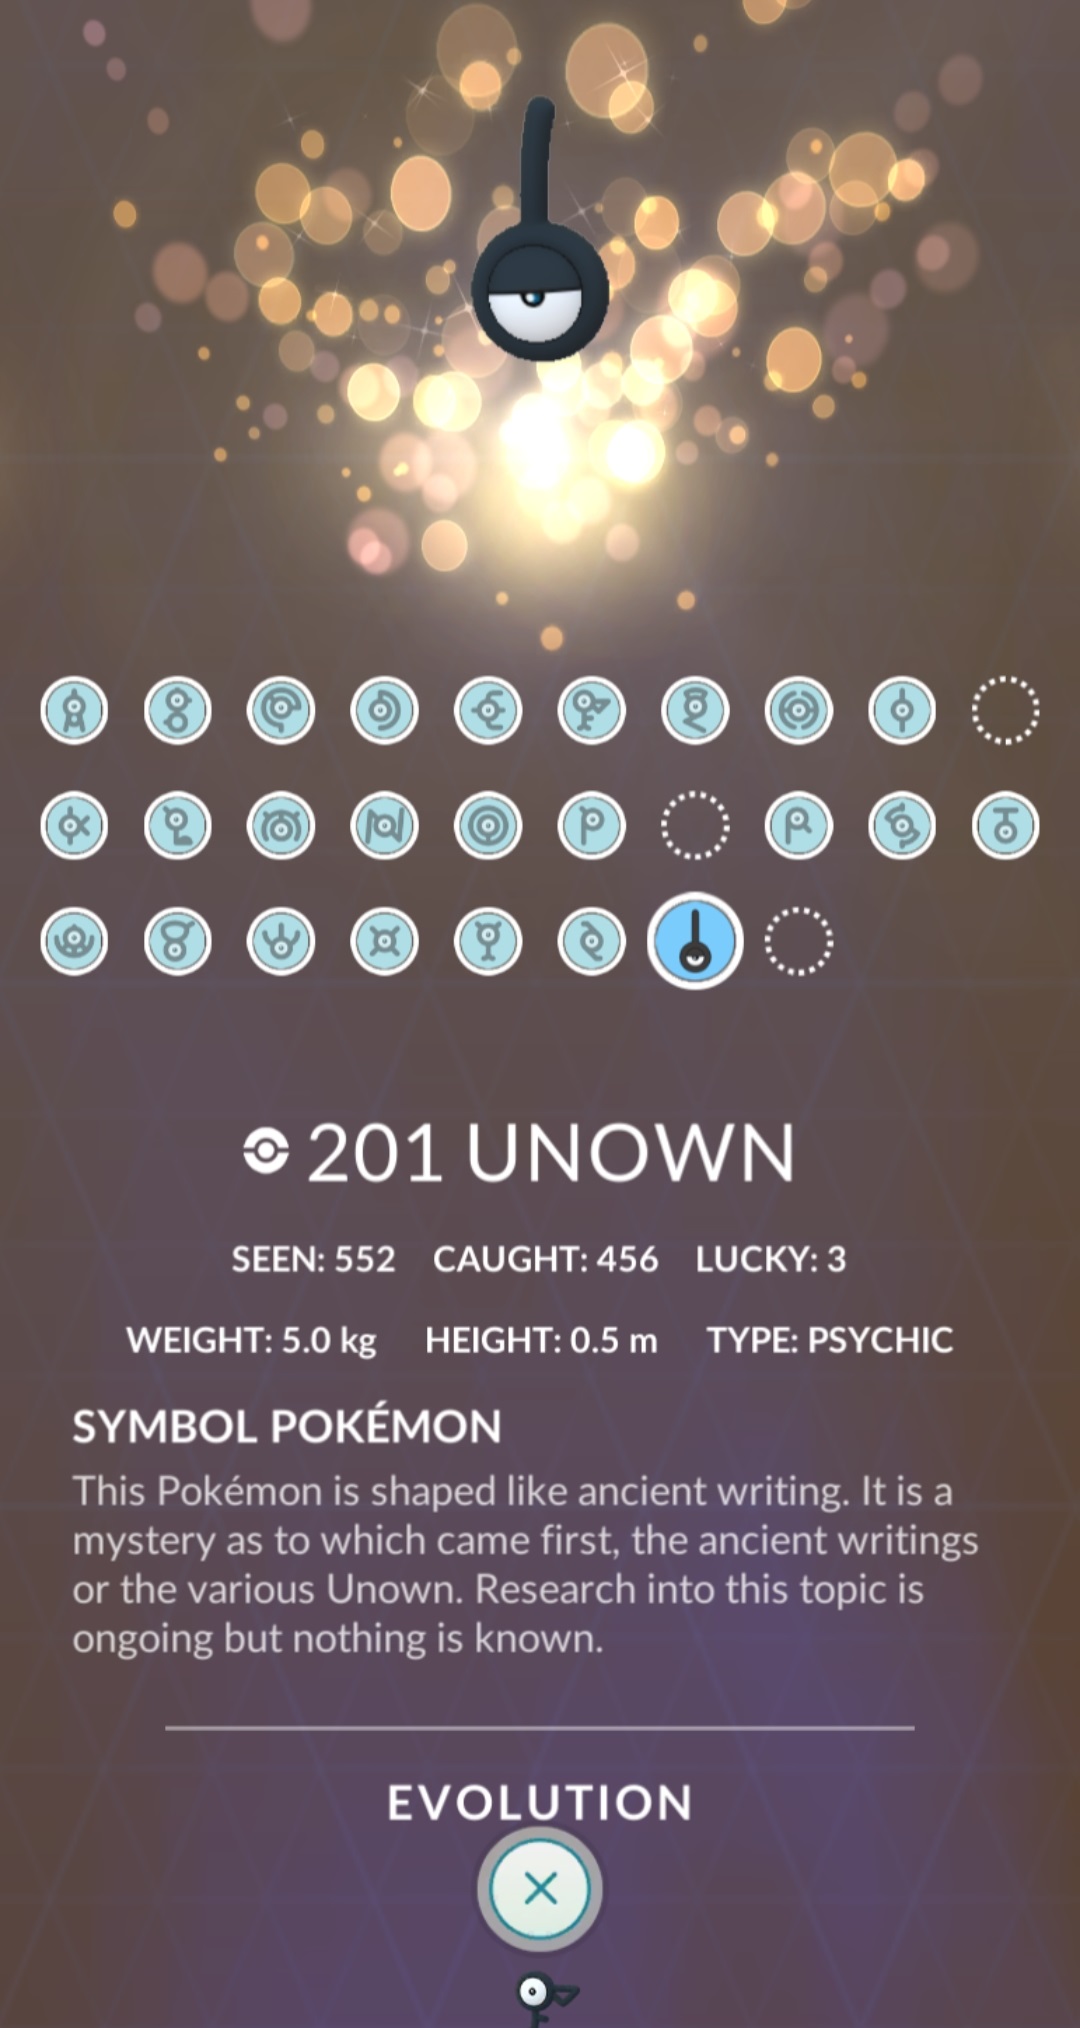 201 UNOWN
SEEN: 552 CAUGHT: 456 LUCKY: 3
WEIGHT: 5.0 kg HEIGHT: 0.5 m TYPE: PSYCHIC
SYMBOL POKÉMON
This Pokémon is shaped like ancient writing. It is a
mystery as to which came first, the ancient writings
or the various Unown. Research into this topic is
ongoing but nothing is known.
EVOLUTION